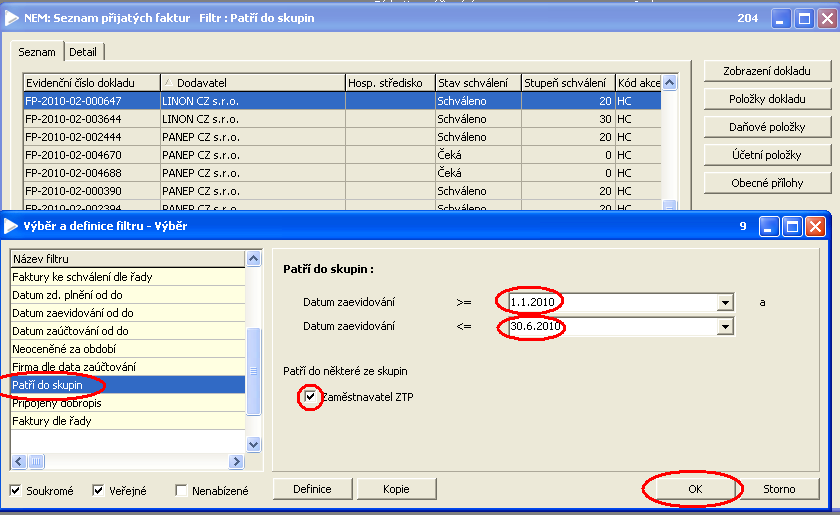 NEM: Seznam přijatých faktur Filtr : Patří do skupin 204
Seznam Detail
Evidenční číslo dokladu Dodavatel Hosp. středisko Stav schválení Stupeň schválení Kód akce
FP-2010-02-000647 LINON CZ s.r.o. Schváleno 20 HC
FP-2010-02-003644 LINON CZ s.r.o. Schváleno 30 HC
FP-2010-02-002444 PANEP CZ s.r.o. Schváleno 20 HC
FP-2010-02-004670 PANEP CZ s.r.o. Čeká 0 HC
FP-2010-02-004688 PANEP CZ s.r.o. Čeká 0 HC
FP-2010-02-000390 PANEP CZ s.r.o. Schváleno 20 HC
FP-2010-02-002394 PANEP CZ s.r.o. Schváleno 20 HC
Zobrazení dokladu
Položky dokladu
Daňové položky
Účetní položky
Obecné přílohy
Výběr a definice filtru - Výběr 9
Název filtru
Faktury ke schválení dle řady
Datum zd. plnění od do
Datum zaevidování od do
Datum zaúčtování od do
Neoceněné za období
Firma dle data zaúčtování
Patří do skupin
Připojený dobropis
Faktury dle řady
Patří do skupin :
Datum zaevidování >= 1.1.2010 a
Datum zaevidování <= 30.6.2010
Patří do některé ze skupin
Zaměstnavatel ZTP
Soukromé Veřejné Nenabízené
Definice Kopie OK Storno